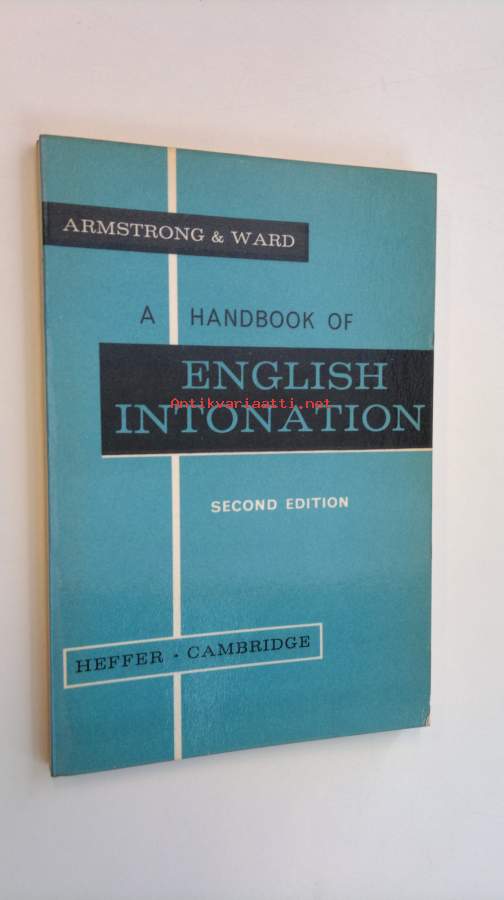 ARMSTRONG & WARD
A HANDBOOK OF
ENGLISH
Antikvariaatti.net
INTONATION
SECOND EDITION
HEFFER - CAMBRIDGE